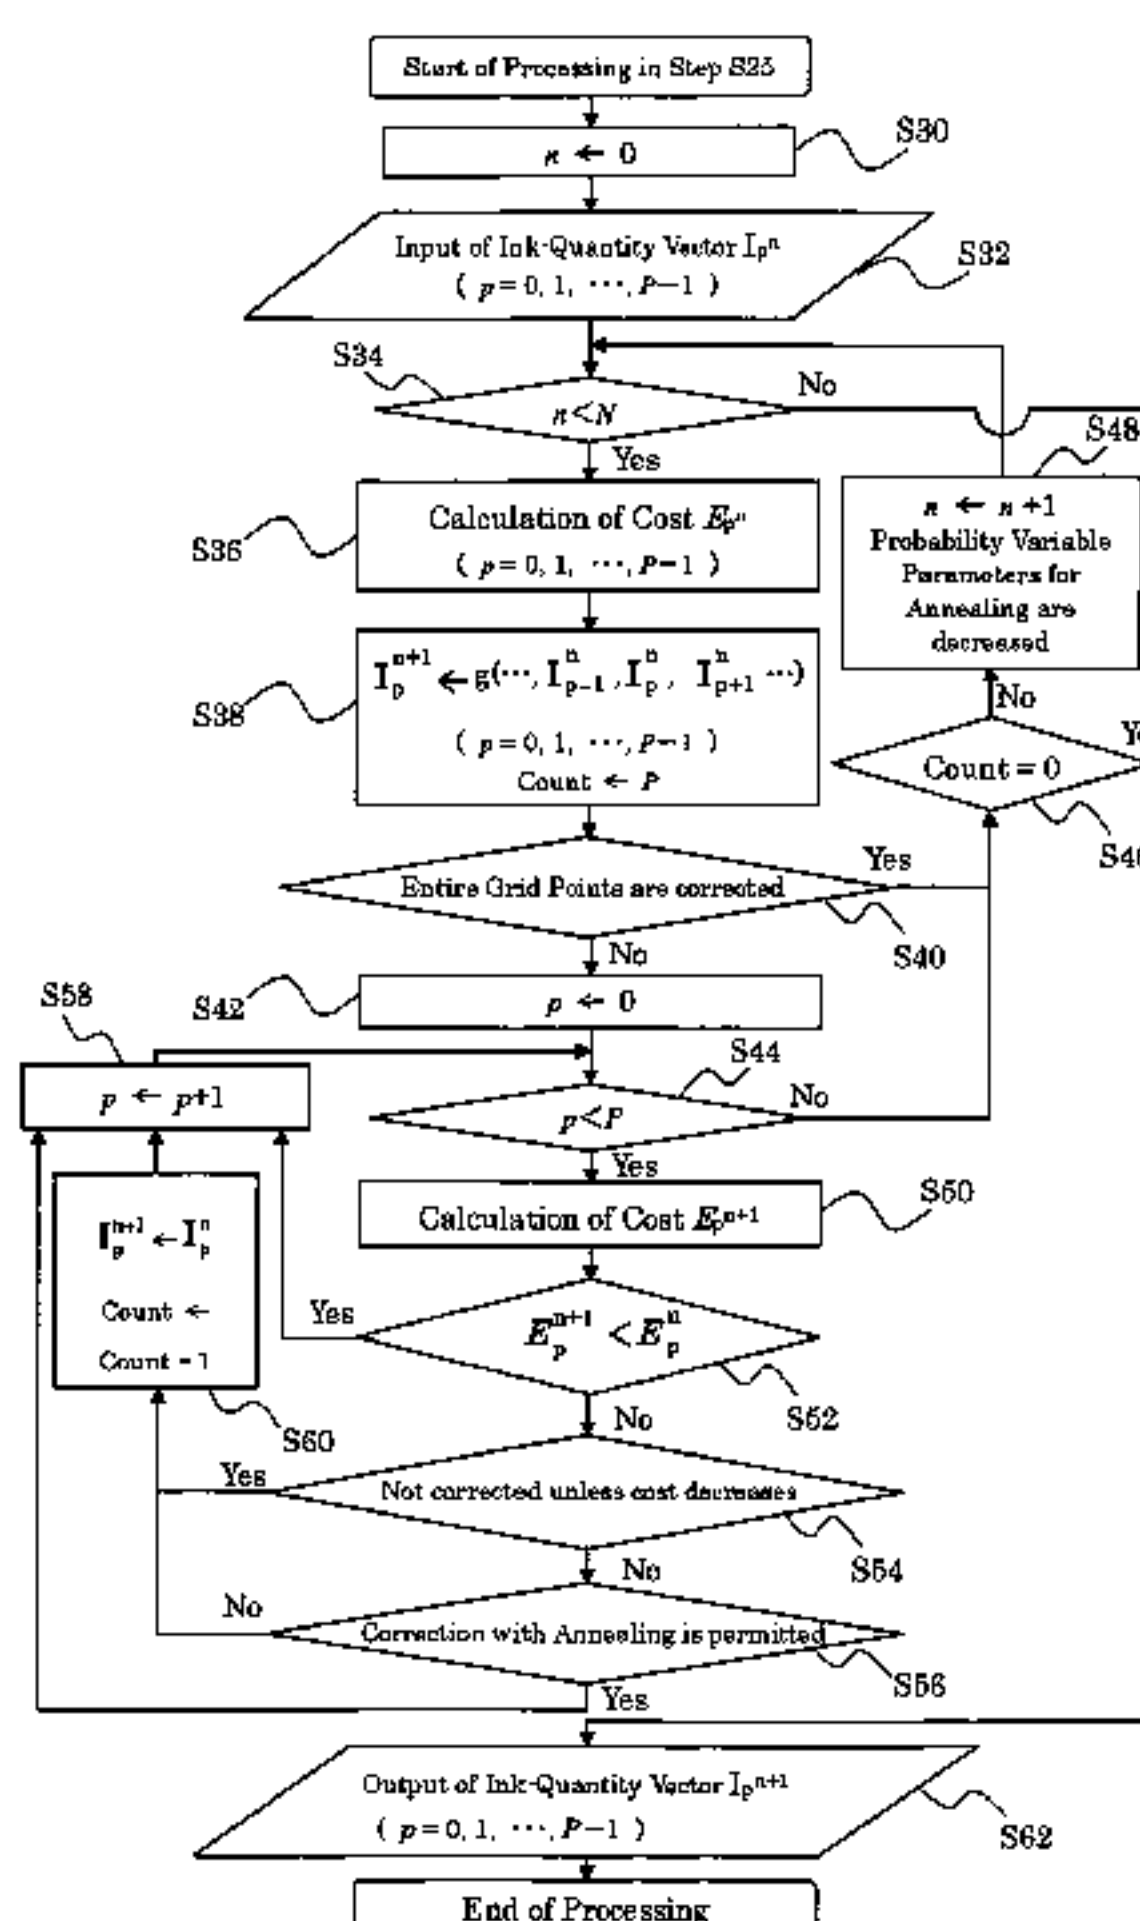 Start of Processing in Step S25
n ← 0
S30
Input of Ink-Quantity Vector Iₚⁿ
( p = 0, 1, ···, P−1 )
S32
S34
n<N
No
Yes
S48
n ← n+1
Probability Variable
Parameters for
Annealing are
decreased
Calculation of Cost Eₚⁿ
( p = 0, 1, ···, P−1 )
S36
Iₚⁿ⁺¹ ← g(···, Iₚ₋₁ⁿ, Iₚⁿ, Iₚ₊₁ⁿ ···)
( p = 0, 1, ···, P−1 )
Count ← P
S38
No
Count = 0
Entire Grid Points are corrected
Yes
S40
No
p ← 0
S42
S58
p ← p+1
S44
p<P
No
Yes
Calculation of Cost Eₚⁿ⁺¹
S50
Iₚⁿ⁺¹ ← Iₚⁿ
Count ←
Count - 1
S60
Eₚⁿ⁺¹ < Eₚⁿ
Yes
S52
No
Not corrected unless cost decreases
Yes
S54
No
Correction with Annealing is permitted
No
S56
Yes
Output of Ink-Quantity Vector Iₚⁿ⁺¹
( p = 0, 1, ···, P−1 )
S62
End of Processing